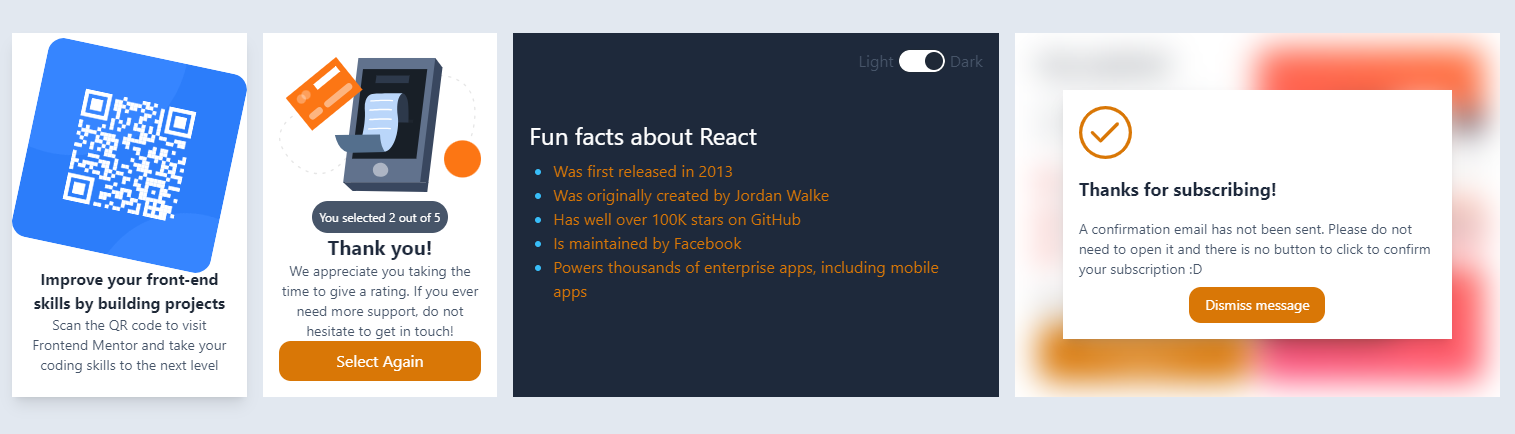 Improve your front-end
skills by building projects
Scan the QR code to visit
Frontend Mentor and take your
coding skills to the next level
You selected 2 out of 5
Thank you!
We appreciate you taking the
time to give a rating. If you ever
need more support, do not
hesitate to get in touch!
Select Again
Light Dark
Fun facts about React
Was first released in 2013
Was originally created by Jordan Walke
Has well over 100K stars on GitHub
Is maintained by Facebook
Powers thousands of enterprise apps, including mobile
apps
Thanks for subscribing!
A confirmation email has not been sent. Please do not
need to open it and there is no button to click to confirm
your subscription :D
Dismiss message